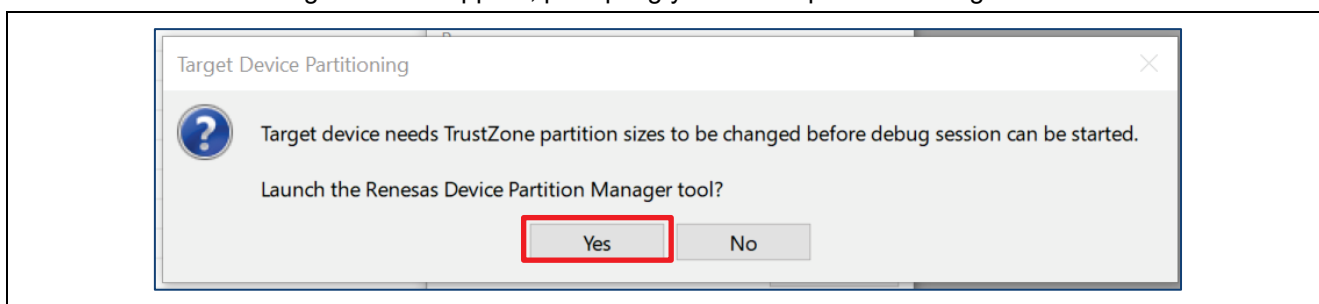 Target Device Partitioning
Target device needs TrustZone partition sizes to be changed before debug session can be started.
Launch the Renesas Device Partition Manager tool?
Yes No